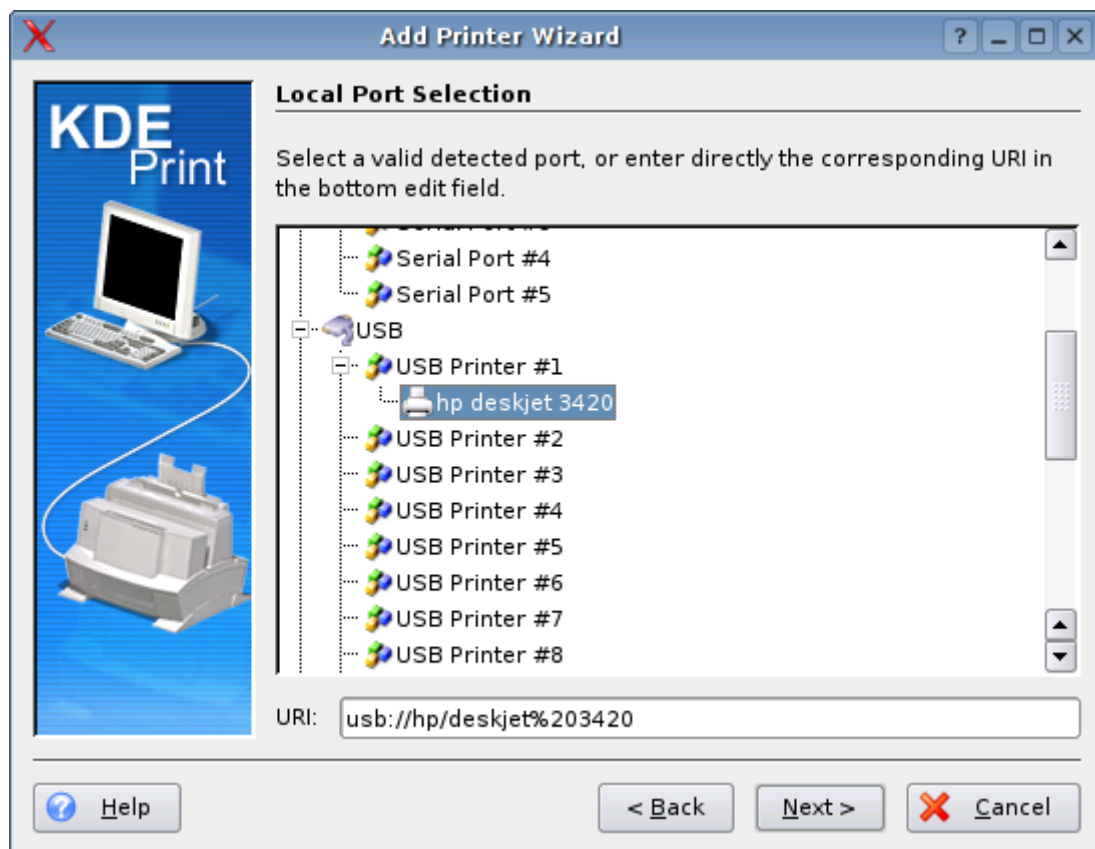 Add Printer Wizard
KDE
Print
Local Port Selection
Select a valid detected port, or enter directly the corresponding URI in
the bottom edit field.
Serial Port #4
Serial Port #5
USB
USB Printer #1
hp deskjet 3420
USB Printer #2
USB Printer #3
USB Printer #4
USB Printer #5
USB Printer #6
USB Printer #7
USB Printer #8
URI: usb://hp/deskjet%203420
Help
< Back
Next >
Cancel